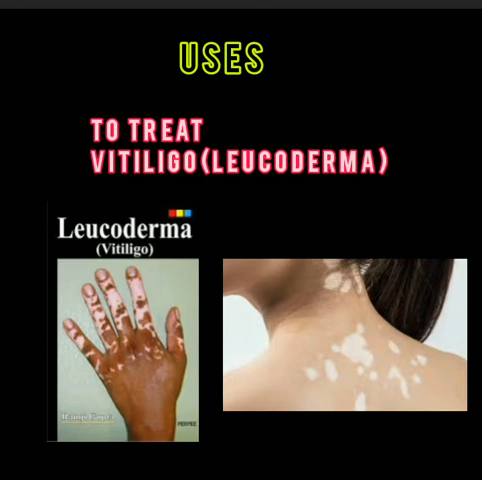 USES
TO TREAT
VITILIGO(LEUCODERMA)
Leucoderma
(Vitiligo)